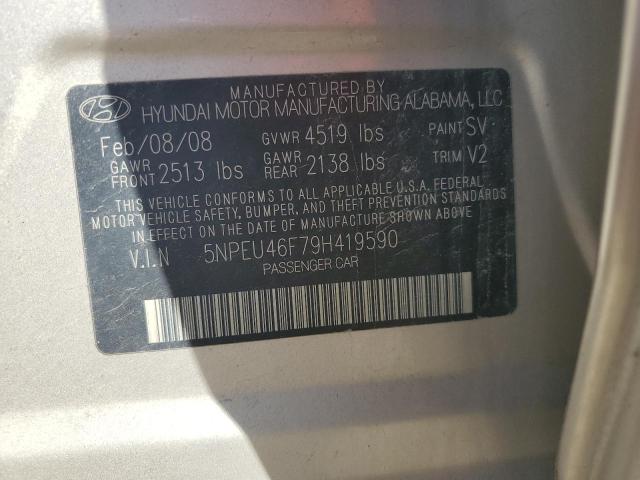 MANUFACTURED BY
HYUNDAI MOTOR MANUFACTURING ALABAMA, LLC
Feb/08/08 GVWR 4519 lbs PAINT SV
GAWR FRONT 2513 lbs GAWR REAR 2138 lbs TRIM V2
THIS VEHICLE CONFORMS TO ALL APPLICABLE U.S.A. FEDERAL
MOTOR VEHICLE SAFETY, BUMPER, AND THEFT PREVENTION STANDARDS
IN EFFECT ON THE DATE OF MANUFACTURE SHOWN ABOVE.
V.I.N 5NPEU46F79H419590
PASSENGER CAR